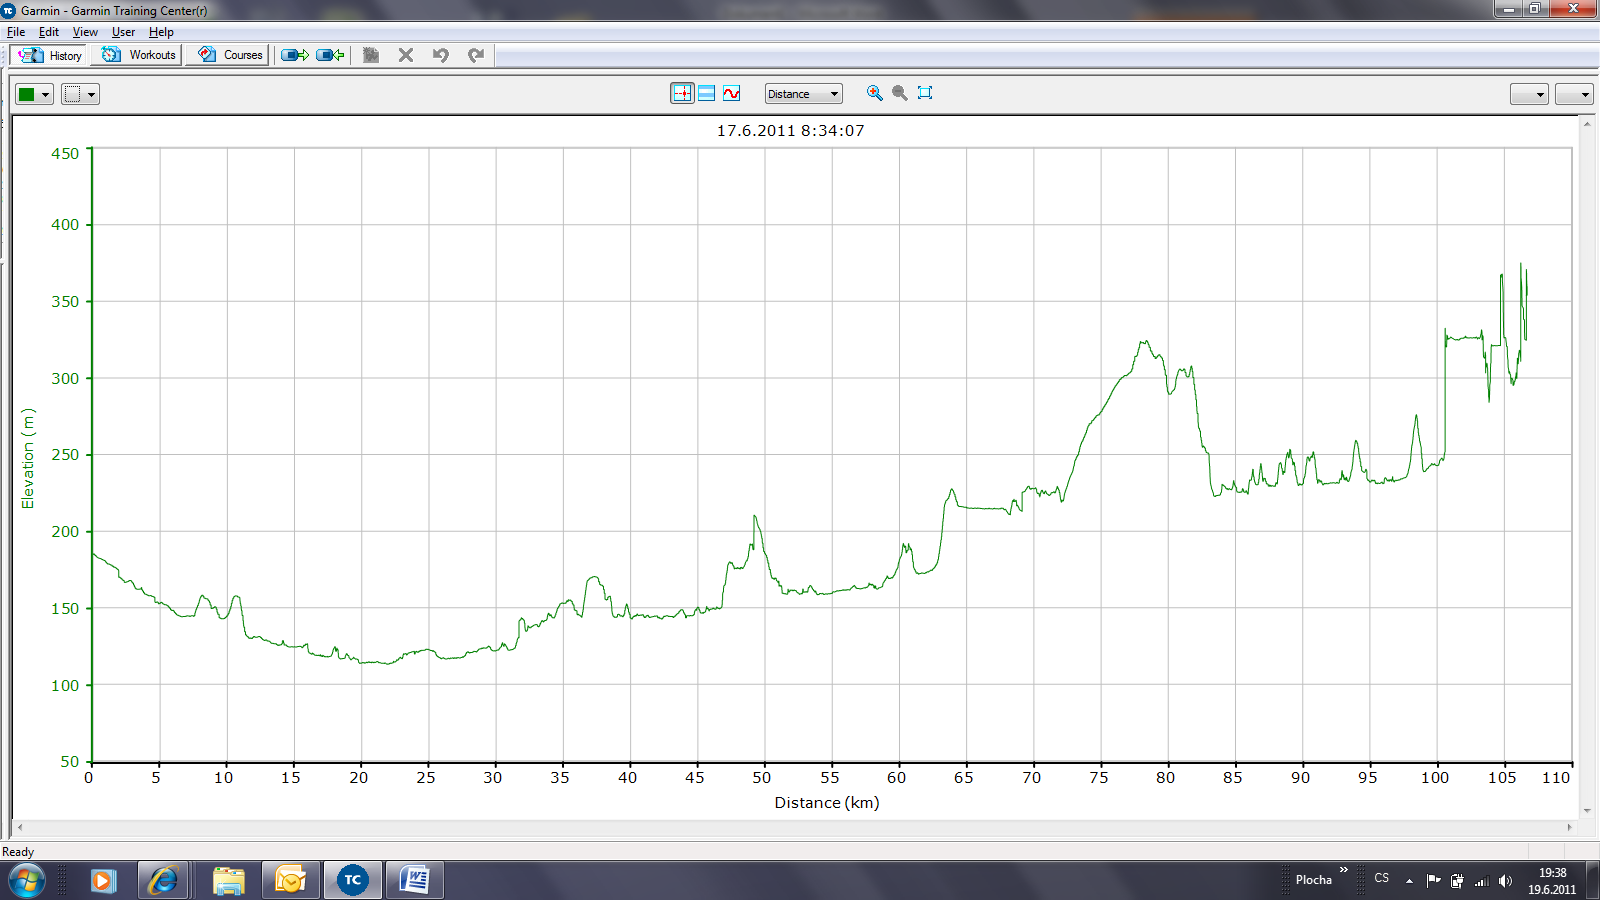 TC Garmin - Garmin Training Center(r)
File Edit View User Help
History Workouts Courses
Distance
17.6.2011 8:34:07
450
400
350
300
250
200
150
100
50
Elevation (m)
0 5 10 15 20 25 30 35 40 45 50 55 60 65 70 75 80 85 90 95 100 105 110
Distance (km)
Ready
TC
W
Plocha » CS 19:38
19.6.2011